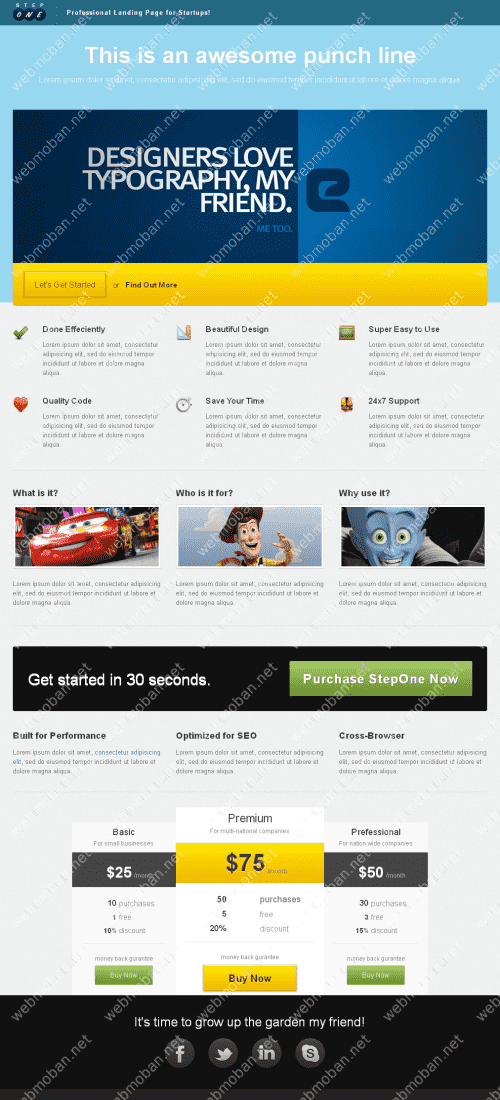 STEP
ONE
Professional Landing Page for Startups!
This is an awesome punch line
Lorem ipsum dolor sit amet, consectetur adipisicing elit, sed do eiusmod tempor incididunt ut labore et dolore magna aliqua
DESIGNERS LOVE
TYPOGRAPHY, MY
FRIEND.
ME TOO.
Let's Get Started or Find Out More
Done Effeciently
Lorem ipsum dolor sit amet, consectetur
adipisicing elit, sed do eiusmod tempor
incididunt ut labore et dolore magna
aliqua.
Beautiful Design
Lorem ipsum dolor sit amet, consectetur
adipisicing elit, sed do eiusmod tempor
incididunt ut labore et dolore magna
aliqua.
Super Easy to Use
Lorem ipsum dolor sit amet, consectetur
adipisicing elit, sed do eiusmod tempor
incididunt ut labore et dolore magna
aliqua.
Quality Code
Lorem ipsum dolor sit amet, consectetur
adipisicing elit, sed do eiusmod tempor
incididunt ut labore et dolore magna
aliqua.
Save Your Time
Lorem ipsum dolor sit amet, consectetur
adipisicing elit, sed do eiusmod tempor
incididunt ut labore et dolore magna
aliqua.
24x7 Support
Lorem ipsum dolor sit amet, consectetur
adipisicing elit, sed do eiusmod tempor
incididunt ut labore et dolore magna
aliqua.
What is it?
Lorem ipsum dolor sit amet, consectetur adipisicing
elit, sed do eiusmod tempor incididunt ut labore et
dolore magna aliqua.
Who is it for?
Lorem ipsum dolor sit amet, consectetur adipisicing
elit, sed do eiusmod tempor incididunt ut labore et
dolore magna aliqua.
Why use it?
Lorem ipsum dolor sit amet, consectetur adipisicing
elit, sed do eiusmod tempor incididunt ut labore et
dolore magna aliqua.
Get started in 30 seconds.
Purchase StepOne Now
Built for Performance
Lorem ipsum dolor sit amet, consectetur adipisicing
elit, sed do eiusmod tempor incididunt ut labore et
dolore magna aliqua.
Optimized for SEO
Lorem ipsum dolor sit amet, consectetur adipisicing
elit, sed do eiusmod tempor incididunt ut labore et
dolore magna aliqua.
Cross-Browser
Lorem ipsum dolor sit amet, consectetur adipisicing
elit, sed do eiusmod tempor incididunt ut labore et
dolore magna aliqua.
Basic
For small businesses
$25 /month
10 purchases
1 free
10% discount
money back gurantee
Buy Now
Premium
For multi-national companies
$75 /month
50 purchases
5 free
20% discount
money back gurantee
Buy Now
Prefessional
For nation wide companies
$50 /month
30 purchases
3 free
15% discount
money back gurantee
Buy Now
It's time to grow up the garden my friend!
webmoban.net